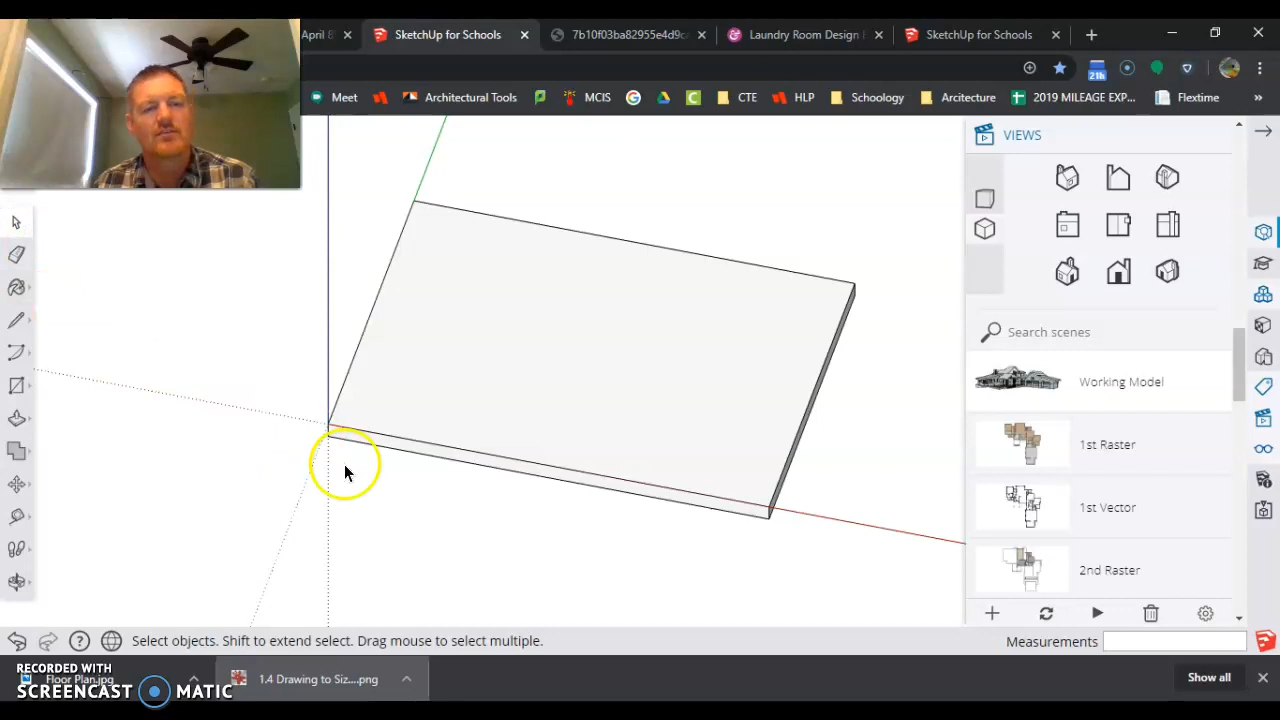 April 8
SketchUp for Schools
7b10f03ba82955e4d9c
Laundry Room Design
SketchUp for Schools
21h
Meet
Architectural Tools
MCIS
CTE
HLP
Schoology
Arcitecture
2019 MILEAGE EXP...
Flextime
»
VIEWS
Search scenes
Working Model
1st Raster
1st Vector
2nd Raster
Select objects. Shift to extend select. Drag mouse to select multiple.
Measurements
Floor Plan.jpg
1.4 Drawing to Siz....png
Show all
RECORDED WITH
SCREENCAST MATIC